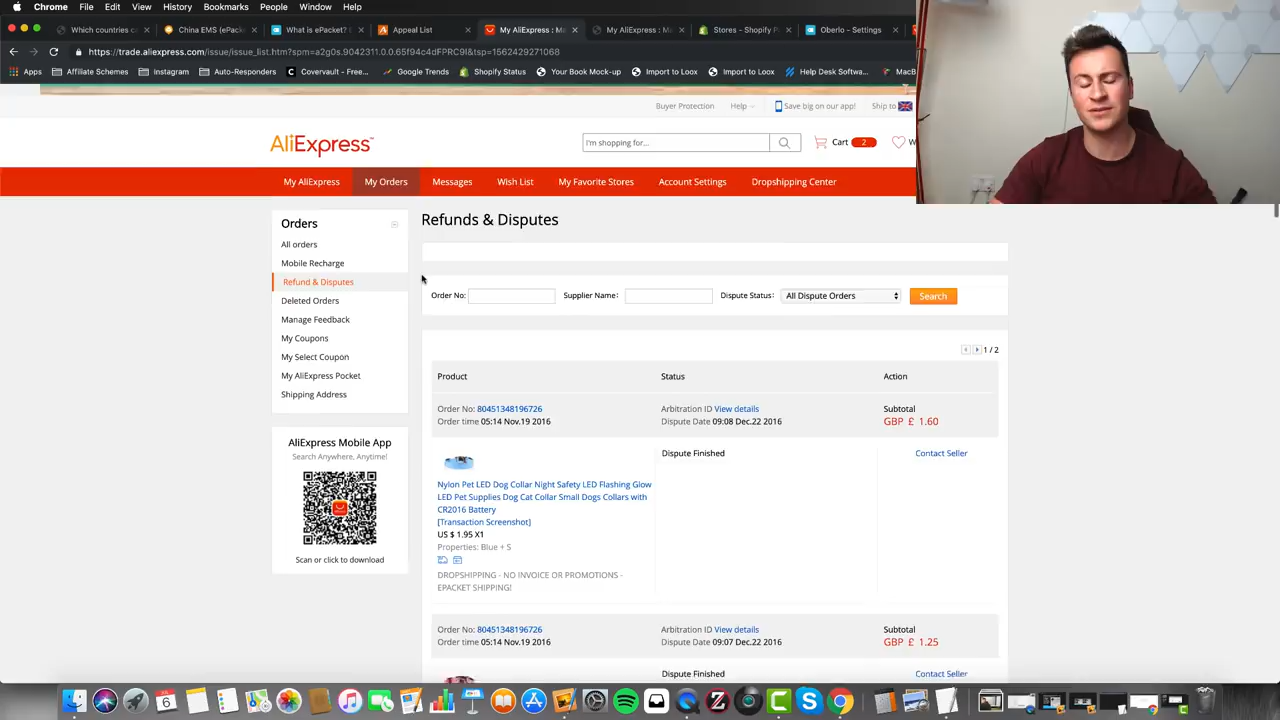 Chrome File Edit View History Bookmarks People Window Help
Which countries c China EMS (ePacket) What is ePacket? E Appeal List My AliExpress : Ma My AliExpress : Ma Stores - Shopify P Oberlo - Settings
https://trade.aliexpress.com/issue/issue_list.htm?spm=a2g0s.9042311.0.0.65f94c4dFPRC9I&tsp=1562429271068
Apps Affiliate Schemes Instagram Auto-Responders Covervault - Free... Google Trends Shopify Status Your Book Mock-up Import to Loox Import to Loox Help Desk Softwa... MacB
Buyer Protection Help Save big on our app! Ship to
AliExpress™ I'm shopping for... Cart 2 W
My AliExpress My Orders Messages Wish List My Favorite Stores Account Settings Dropshipping Center
Orders
All orders
Mobile Recharge
Refund & Disputes
Deleted Orders
Manage Feedback
My Coupons
My Select Coupon
My AliExpress Pocket
Shipping Address
AliExpress Mobile App
Search Anywhere, Anytime!
Scan or click to download
Refunds & Disputes
Order No: Supplier Name: Dispute Status: All Dispute Orders Search
1 / 2
Product Status Action
Order No: 80451348196726 Arbitration ID View details Subtotal
Order time 05:14 Nov.19 2016 Dispute Date 09:08 Dec.22 2016 GBP £ 1.60
Dispute Finished Contact Seller
Nylon Pet LED Dog Collar Night Safety LED Flashing Glow
LED Pet Supplies Dog Cat Collar Small Dogs Collars with
CR2016 Battery
[Transaction Screenshot]
US $ 1.95 X1
Properties: Blue + S
DROPSHIPPING - NO INVOICE OR PROMOTIONS -
EPACKET SHIPPING!
Order No: 80451348196726 Arbitration ID View details Subtotal
Order time 05:14 Nov.19 2016 Dispute Date 09:07 Dec.22 2016 GBP £ 1.25
Dispute Finished Contact Seller